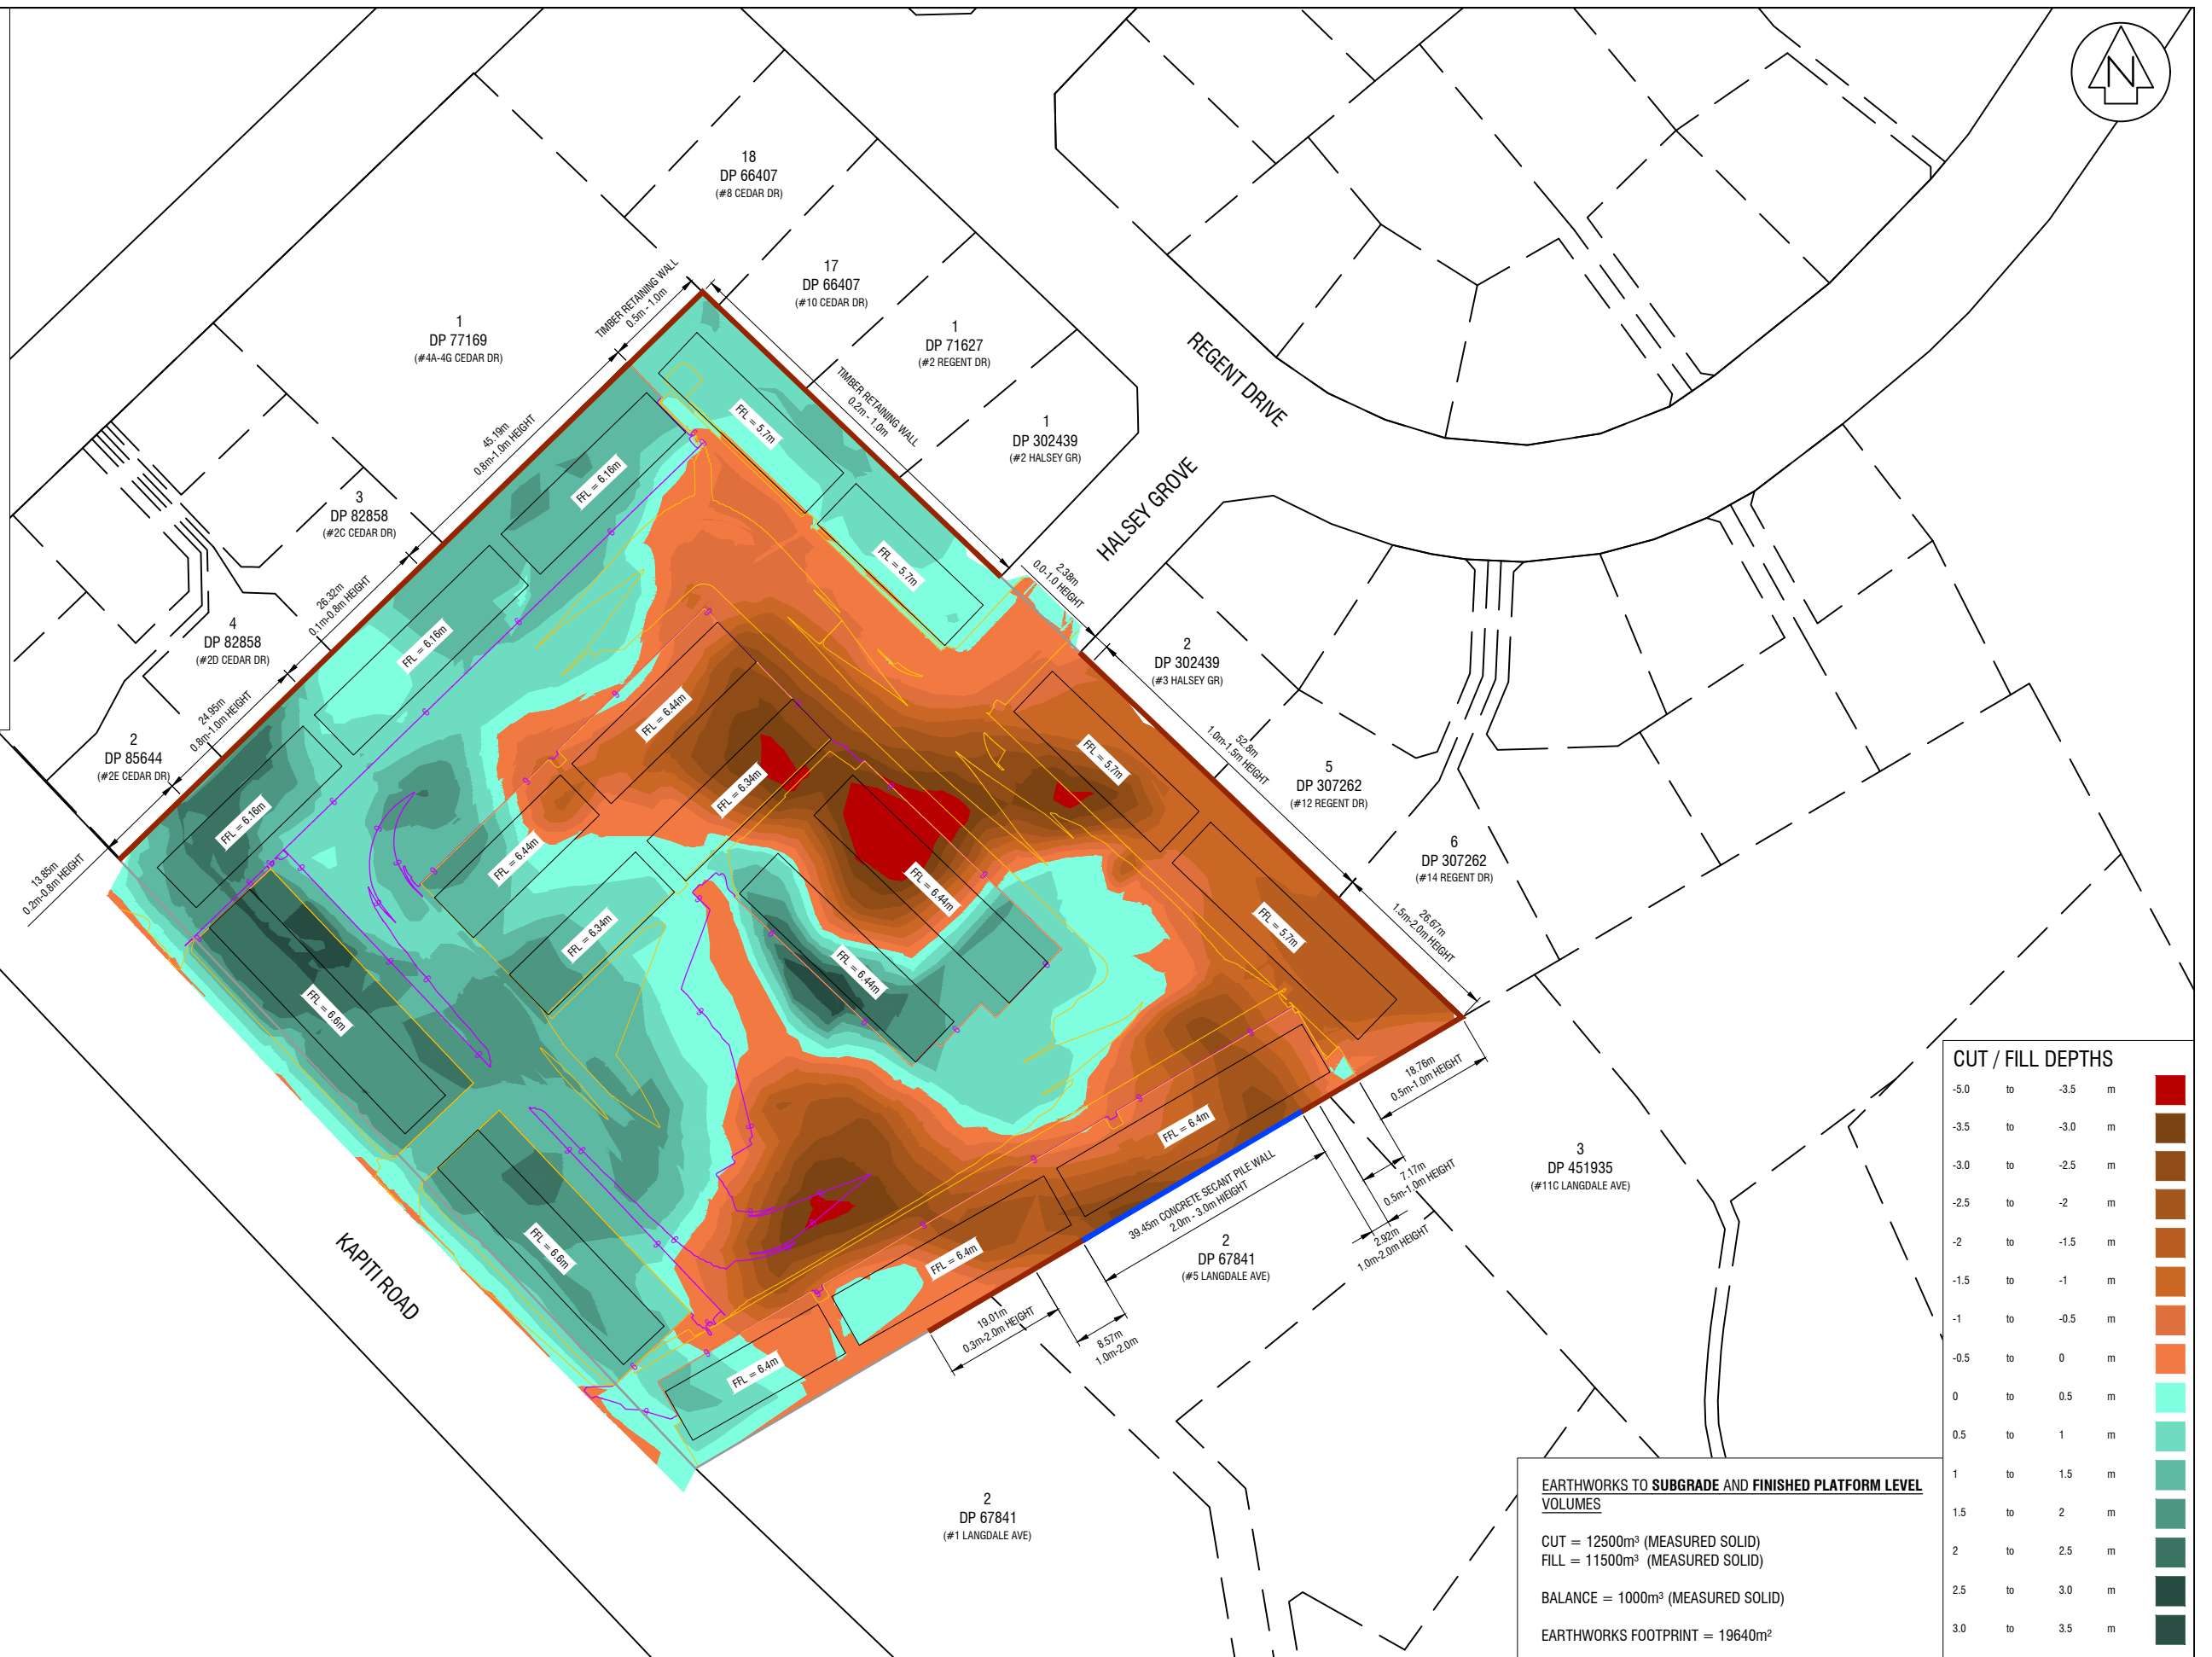 N
18
DP 66407
(#8 CEDAR DR)
17
DP 66407
(#10 CEDAR DR)
1
DP 77169
(#4A-4G CEDAR DR)
1
DP 71627
(#2 REGENT DR)
1
DP 302439
(#2 HALSEY GR)
TIMBER RETAINING WALL
0.5m - 1.0m
TIMBER RETAINING WALL
0.2m - 1.0m
REGENT DRIVE
HALSEY GROVE
45.19m
0.8m-1.0m HEIGHT
3
DP 82858
(#2C CEDAR DR)
26.32m
0.1m-0.8m HEIGHT
4
DP 82858
(#2D CEDAR DR)
24.95m
0.8m-1.0m HEIGHT
2
DP 85644
(#2E CEDAR DR)
13.85m
0.2m-0.8m HEIGHT
2.38m
0.0-1.0 HEIGHT
2
DP 302439
(#3 HALSEY GR)
52.8m
1.0m-1.5m HEIGHT
5
DP 307262
(#12 REGENT DR)
6
DP 307262
(#14 REGENT DR)
26.67m
1.5m-2.0m HEIGHT
FFL = 5.7m
FFL = 6.16m
FFL = 5.7m
FFL = 6.16m
FFL = 6.44m
FFL = 5.7m
FFL = 6.34m
FFL = 6.16m
FFL = 6.44m
FFL = 6.44m
FFL = 5.7m
FFL = 6.34m
FFL = 6.44m
FFL = 6.6m
FFL = 6.4m
FFL = 6.6m
FFL = 6.4m
FFL = 6.4m
18.76m
0.5m-1.0m HEIGHT
7.17m
0.5m-1.0m HEIGHT
2.92m
1.0m-2.0m HEIGHT
39.45m CONCRETE SECANT PILE WALL
2.0m - 3.0m HIEGHT
8.57m
1.0m-2.0m
19.01m
0.3m-2.0m HEIGHT
3
DP 451935
(#11C LANGDALE AVE)
2
DP 67841
(#5 LANGDALE AVE)
2
DP 67841
(#1 LANGDALE AVE)
KAPITI ROAD
CUT / FILL DEPTHS
-5.0 to -3.5 m
-3.5 to -3.0 m
-3.0 to -2.5 m
-2.5 to -2 m
-2 to -1.5 m
-1.5 to -1 m
-1 to -0.5 m
-0.5 to 0 m
0 to 0.5 m
0.5 to 1 m
1 to 1.5 m
1.5 to 2 m
2 to 2.5 m
2.5 to 3.0 m
3.0 to 3.5 m
EARTHWORKS TO SUBGRADE AND FINISHED PLATFORM LEVEL
VOLUMES
CUT = 12500m³ (MEASURED SOLID)
FILL = 11500m³ (MEASURED SOLID)
BALANCE = 1000m³ (MEASURED SOLID)
EARTHWORKS FOOTPRINT = 19640m²